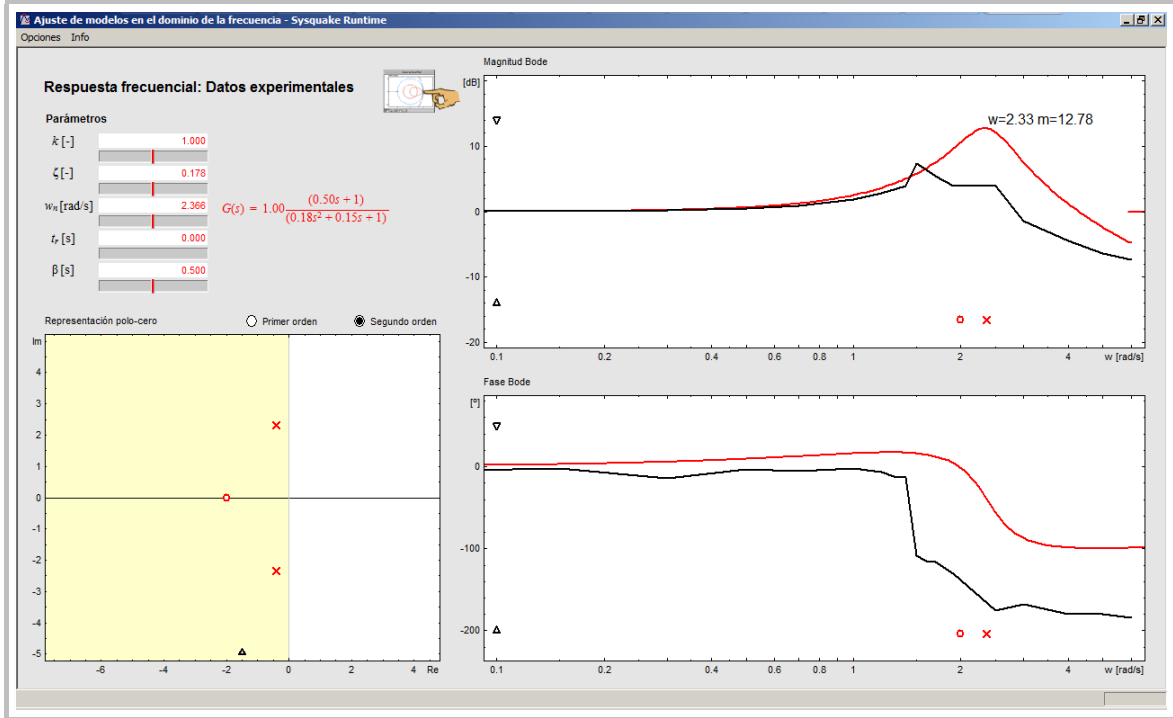 Ajuste de modelos en el dominio de la frecuencia - Sysquake Runtime
Opciones Info
Respuesta frecuencial: Datos experimentales
Parámetros
k [-] 1.000
ζ [-] 0.178
wn [rad/s] 2.366
tr [s] 0.000
β [s] 0.500
G(s) = 1.00 (0.50s + 1) / (0.18s² + 0.15s + 1)
Representación polo-cero
Primer orden
Segundo orden
Im
4
3
2
1
0
-1
-2
-3
-4
-5
-6 -4 -2 0 2 4 Re
Magnitud Bode
[dB]
w=2.33 m=12.78
10
0
-10
-20
0.1 0.2 0.4 0.6 0.8 1 2 4 w [rad/s]
Fase Bode
[º]
0
-100
-200
0.1 0.2 0.4 0.6 0.8 1 2 4 w [rad/s]